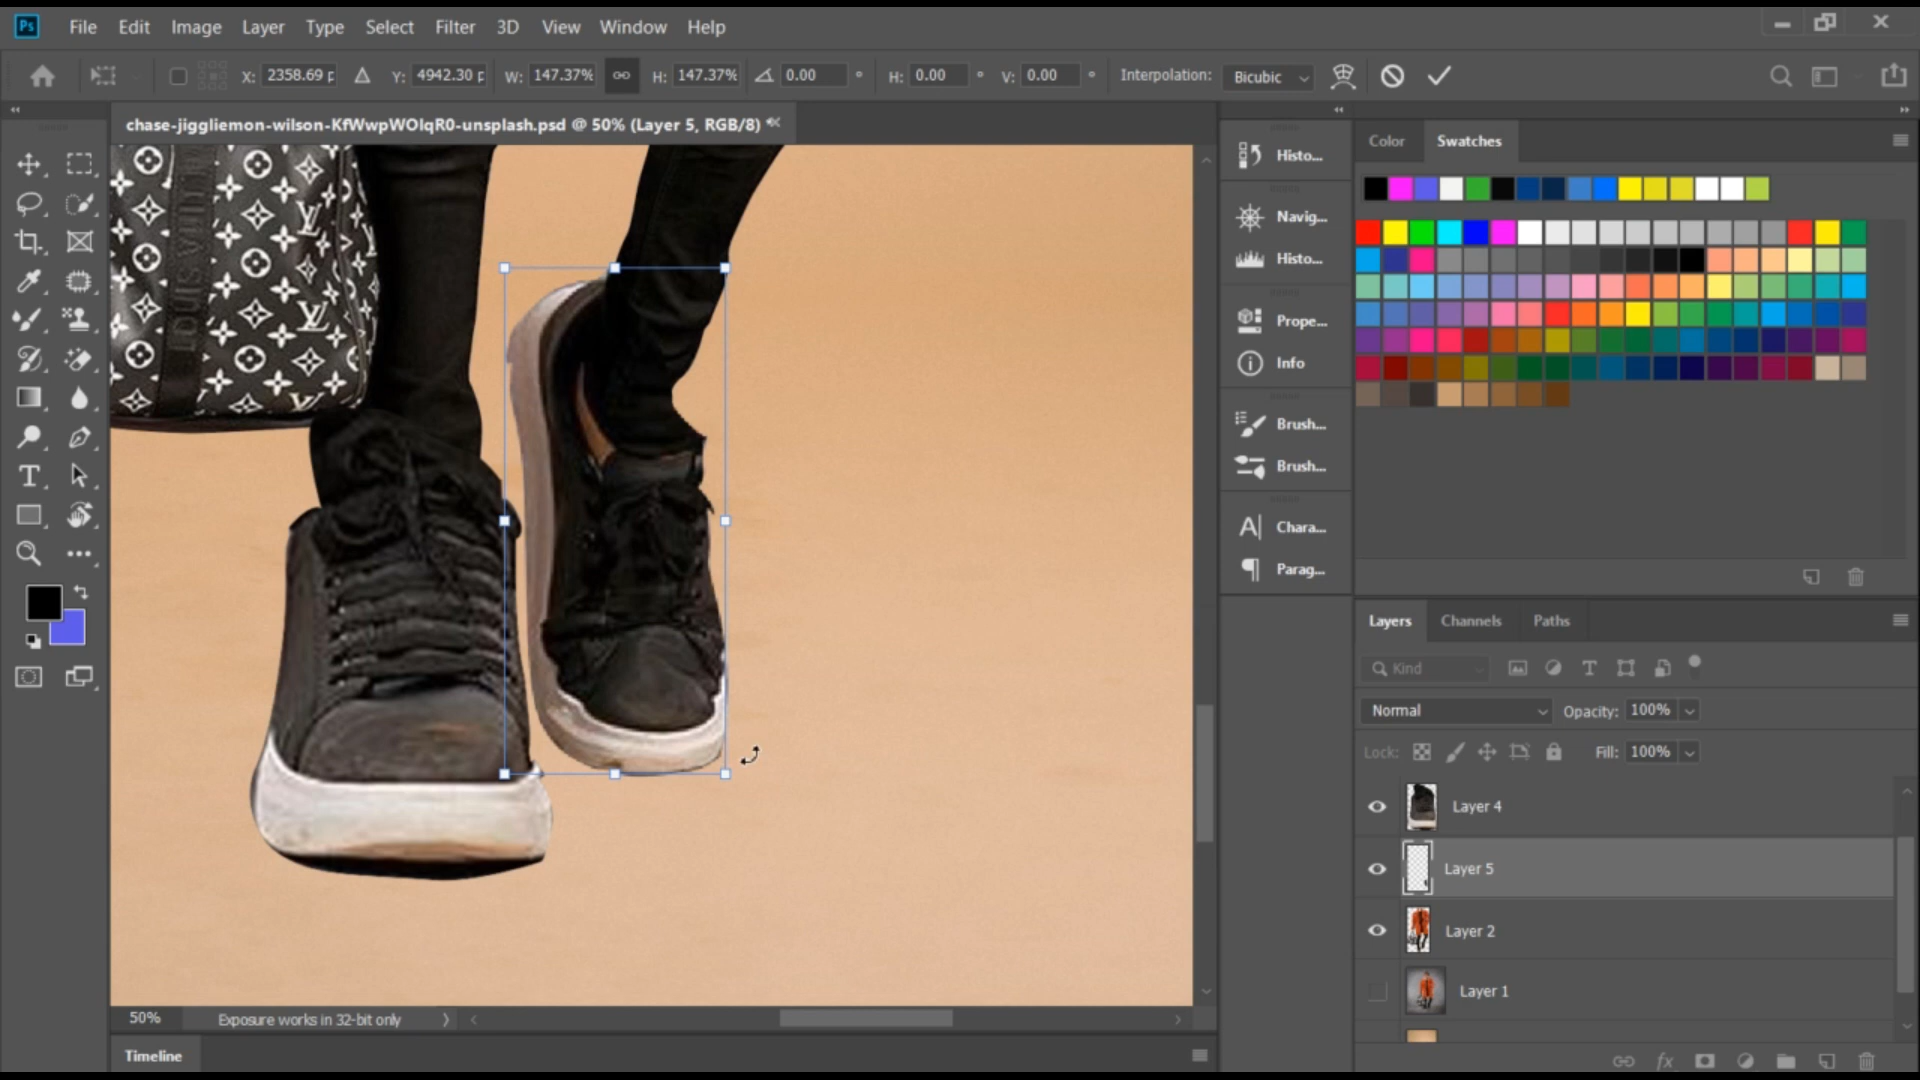 Ps File Edit Image Layer Type Select Filter 3D View Window Help
X: 2358.69 p Y: 4942.30 p W: 147.37% H: 147.37% 0.00 ° H: 0.00 ° V: 0.00 ° Interpolation: Bicubic
chase-jiggliemon-wilson-KfWwpWOlqR0-unsplash.psd @ 50% (Layer 5, RGB/8) *
Histo...
Navig...
Histo...
Prope...
Info
Brush...
Brush...
Chara...
Parag...
Color Swatches
Layers Channels Paths
Kind
Normal Opacity: 100%
Lock: Fill: 100%
Layer 4
Layer 5
Layer 2
Layer 1
fx
50% Exposure works in 32-bit only
Timeline